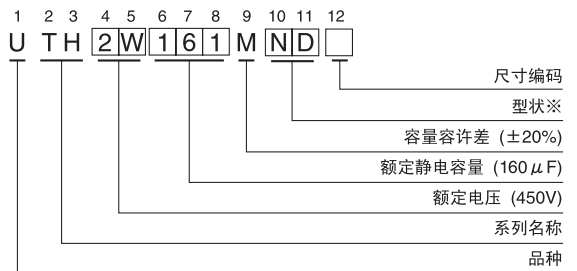 1 2 3 4 5 6 7 8 9 10 11 12
U T H 2 W 1 6 1 M N D
尺寸编码
型状※
容量容许差 (±20%)
额定静电容量 (160μF)
额定电压 (450V)
系列名称
品种